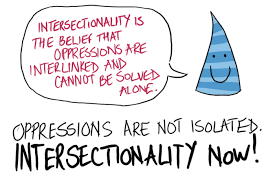 INTERSECTIONALITY IS
THE BELIEF THAT
OPPRESSIONS ARE
INTERLINKED AND
CANNOT BE SOLVED
ALONE.
OPPRESSIONS ARE NOT ISOLATED.
INTERSECTIONALITY NOW!